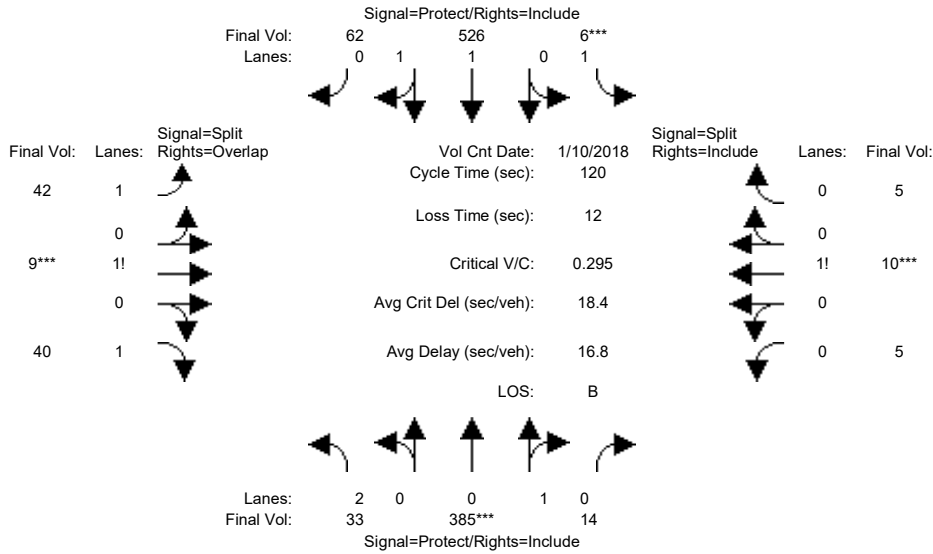 Signal=Protect/Rights=Include
Final Vol: 62 526 6***
Lanes: 0 1 1 0 1
Signal=Split
Final Vol: Lanes: Rights=Overlap
Vol Cnt Date: 1/10/2018
Signal=Split
Rights=Include Lanes: Final Vol:
Cycle Time (sec): 120
42 1
0 5
Loss Time (sec): 12
0
0
9*** 1!
Critical V/C: 0.295
1! 10***
0
Avg Crit Del (sec/veh): 18.4
0
40 1
Avg Delay (sec/veh): 16.8
0 5
LOS: B
Lanes: 2 0 0 1 0
Final Vol: 33 385*** 14
Signal=Protect/Rights=Include